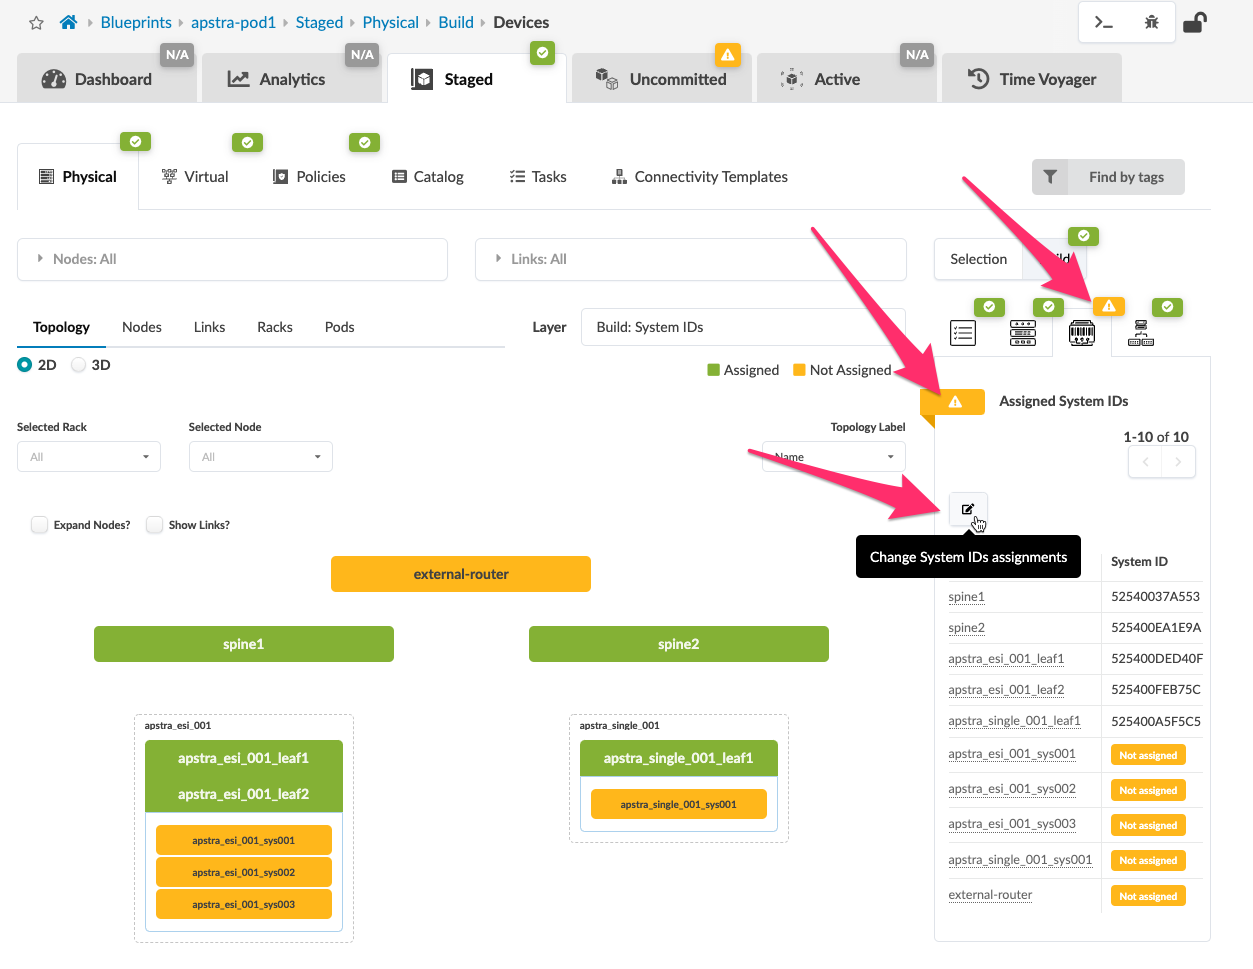 Blueprints apstra-pod1 Staged Physical Build Devices
N/A N/A N/A
Dashboard Analytics Staged Uncommitted Active Time Voyager
Physical Virtual Policies Catalog Tasks Connectivity Templates Find by tags
Nodes: All Links: All Selection
Topology Nodes Links Racks Pods Layer Build: System IDs
2D 3D
Assigned Not Assigned
Assigned System IDs
Selected Rack Selected Node Topology Label
1-10 of 10
All All Name
Expand Nodes? Show Links?
Change System IDs assignments
System ID
external-router
spine1 52540037A553
spine2 525400EA1E9A
spine1 spine2
apstra_esi_001_leaf1 525400DED40F
apstra_esi_001_leaf2 525400FEB75C
apstra_single_001_leaf1 525400A5F5C5
apstra_esi_001 apstra_single_001
apstra_esi_001_leaf1 apstra_single_001_leaf1
apstra_esi_001_leaf2
apstra_single_001_sys001
apstra_esi_001_sys001
apstra_esi_001_sys002
apstra_esi_001_sys003
apstra_esi_001_sys001 Not assigned
apstra_esi_001_sys002 Not assigned
apstra_esi_001_sys003 Not assigned
apstra_single_001_sys001 Not assigned
external-router Not assigned